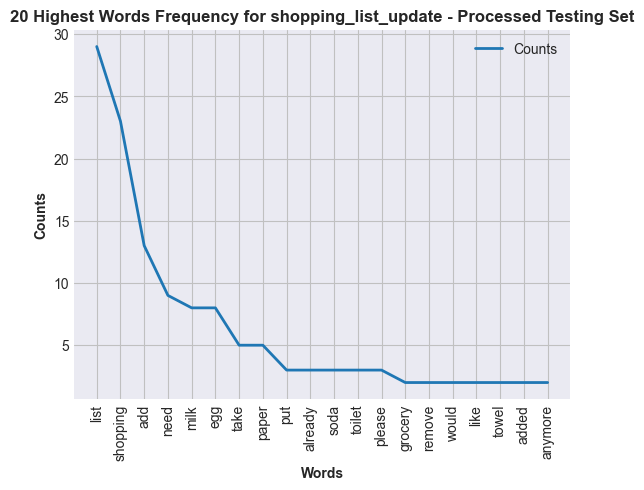 20 Highest Words Frequency for shopping_list_update - Processed Testing Set
Counts
30
25
20
15
10
5
Counts
list
shopping
add
need
milk
egg
take
paper
put
already
soda
toilet
please
grocery
remove
would
like
towel
added
anymore
Words